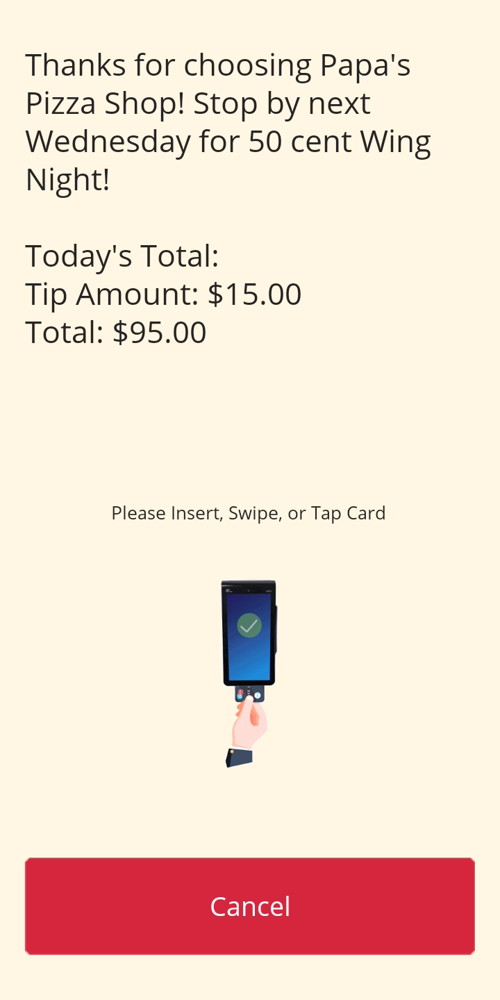 Thanks for choosing Papa's
Pizza Shop! Stop by next
Wednesday for 50 cent Wing
Night!
Today's Total:
Tip Amount: $15.00
Total: $95.00
Please Insert, Swipe, or Tap Card
Cancel